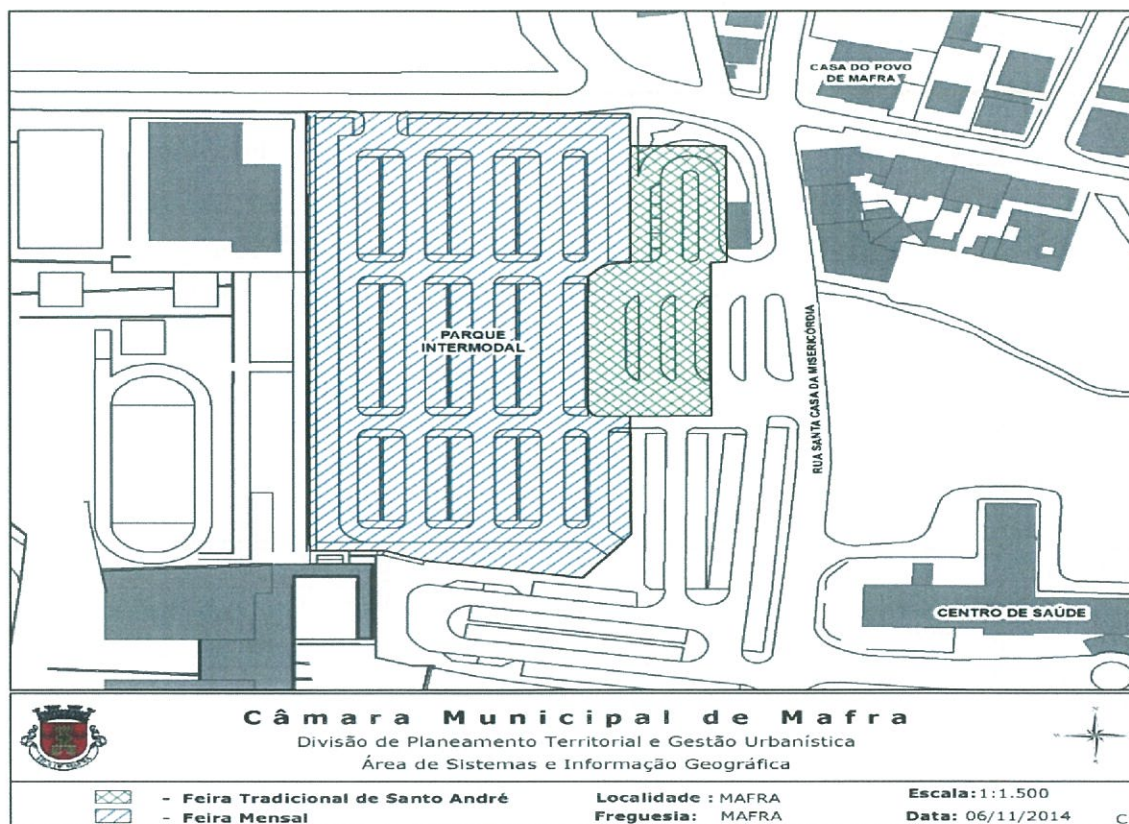 CASA DO POVO
DE MAFRA
PARQUE
INTERMODAL
RUA SANTA CASA DA MISERICÓRDIA
CENTRO DE SAÚDE
Câmara Municipal de Mafra
Divisão de Planeamento Territorial e Gestão Urbanística
Área de Sistemas e Informação Geográfica
- Feira Tradicional de Santo André
- Feira Mensal
Localidade : MAFRA
Freguesia: MAFRA
Escala:1:1.500
Data: 06/11/2014
C